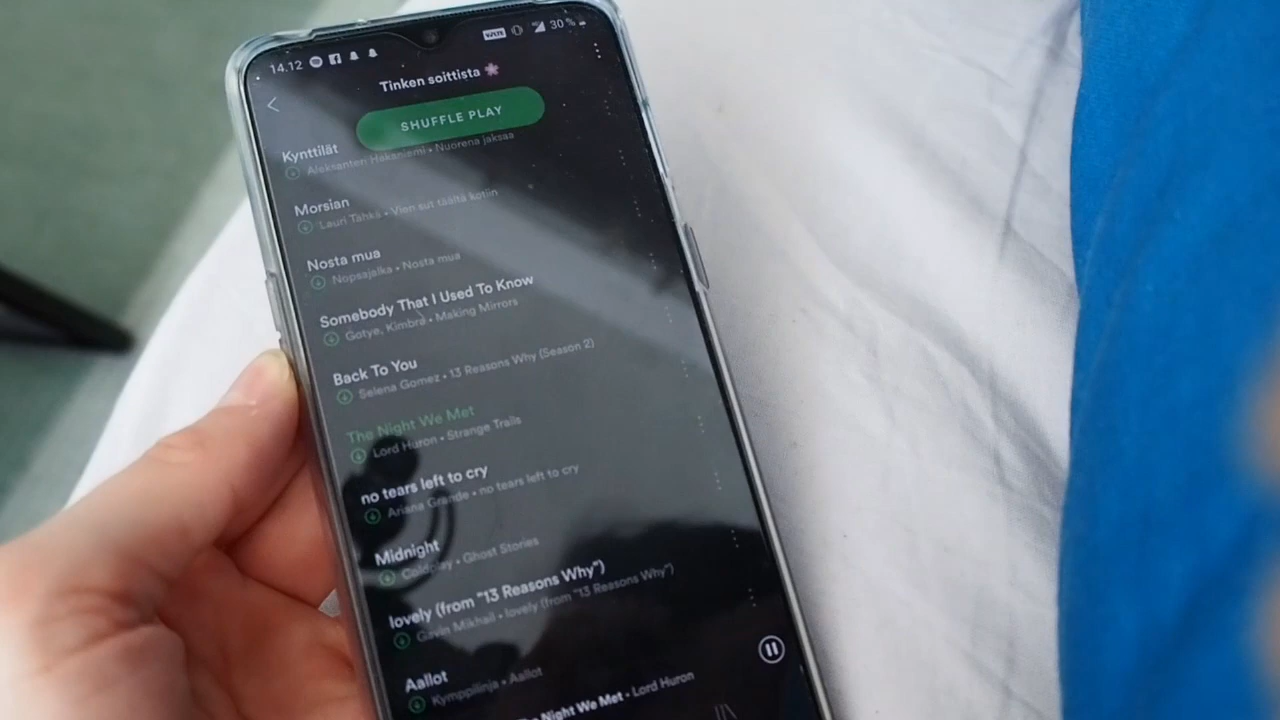 14.12
VoLTE 30 %
Tinken soittista
SHUFFLE PLAY
Kynttilät
Aleksanteri Hakaniemi • Nuorena jaksaa
Morsian
Lauri Tähkä • Vien sut täältä kotiin
Nosta mua
Nopsajalka • Nosta mua
Somebody That I Used To Know
Gotye, Kimbra • Making Mirrors
Back To You
Selena Gomez • 13 Reasons Why (Season 2)
The Night We Met
Lord Huron • Strange Trails
no tears left to cry
Ariana Grande • no tears left to cry
Midnight
Coldplay • Ghost Stories
lovely (from "13 Reasons Why")
Gavin Mikhail • lovely (from "13 Reasons Why")
Aallot
Kymppilinja • Aallot
The Night We Met • Lord Huron